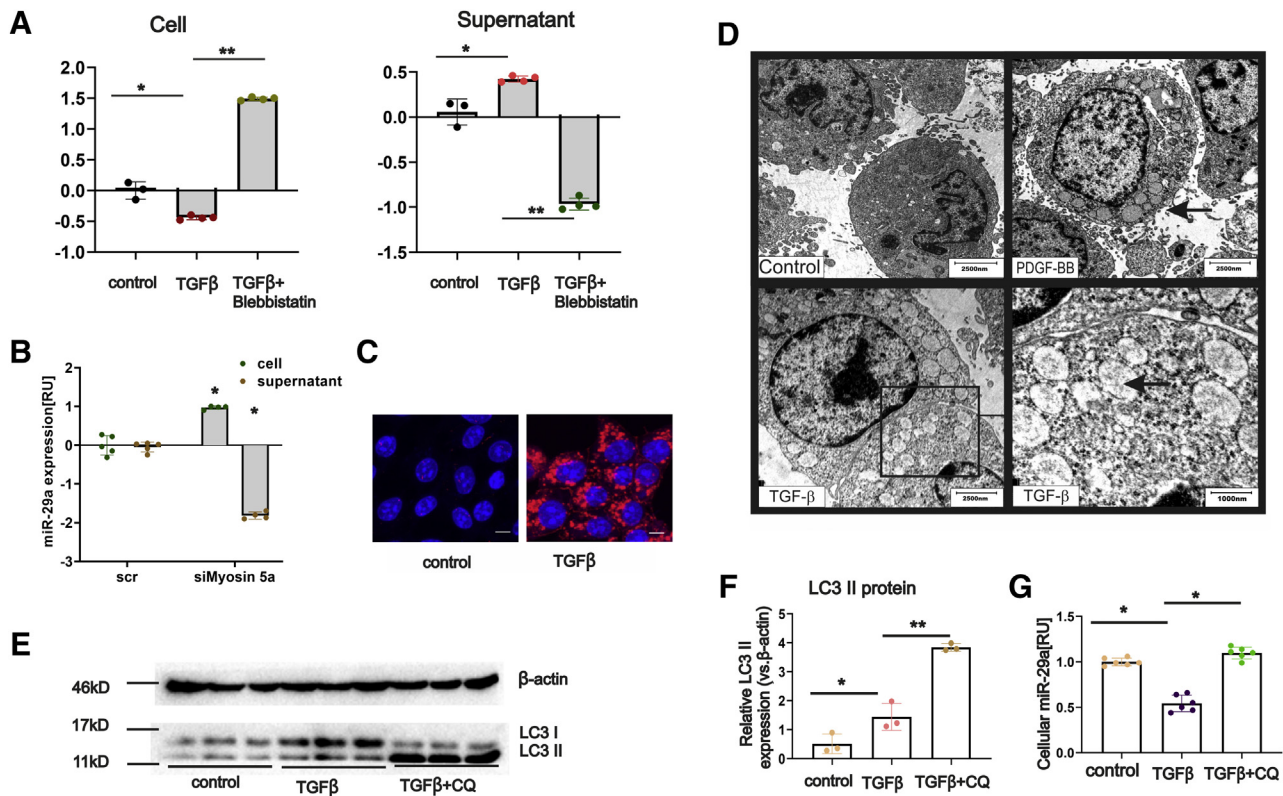 A
Cell
*
**
2.0
1.5
1.0
0.5
0.0
-0.5
-1.0
control
TGFβ
TGFβ+
Blebbistatin
Supernatant
*
**
0.5
0.0
-0.5
-1.0
-1.5
control
TGFβ
TGFβ+
Blebbistatin
B
miR-29a expression[RU]
2
1
0
-1
-2
-3
cell
supernatant
*
*
scr
siMyosin 5a
C
control
TGFβ
D
Control
2500nm
PDGF-BB
2500nm
TGF-β
2500nm
TGF-β
1000nm
E
46kD
17kD
11kD
β-actin
LC3 I
LC3 II
control
TGFβ
TGFβ+CQ
F
LC3 II protein
Relative LC3 II
expression (vs.β-actin)
5
4
3
2
1
0
*
**
control
TGFβ
TGFβ+CQ
G
Cellular miR-29a[RU]
1.5
1.0
0.5
0.0
*
*
control
TGFβ
TGFβ+CQ